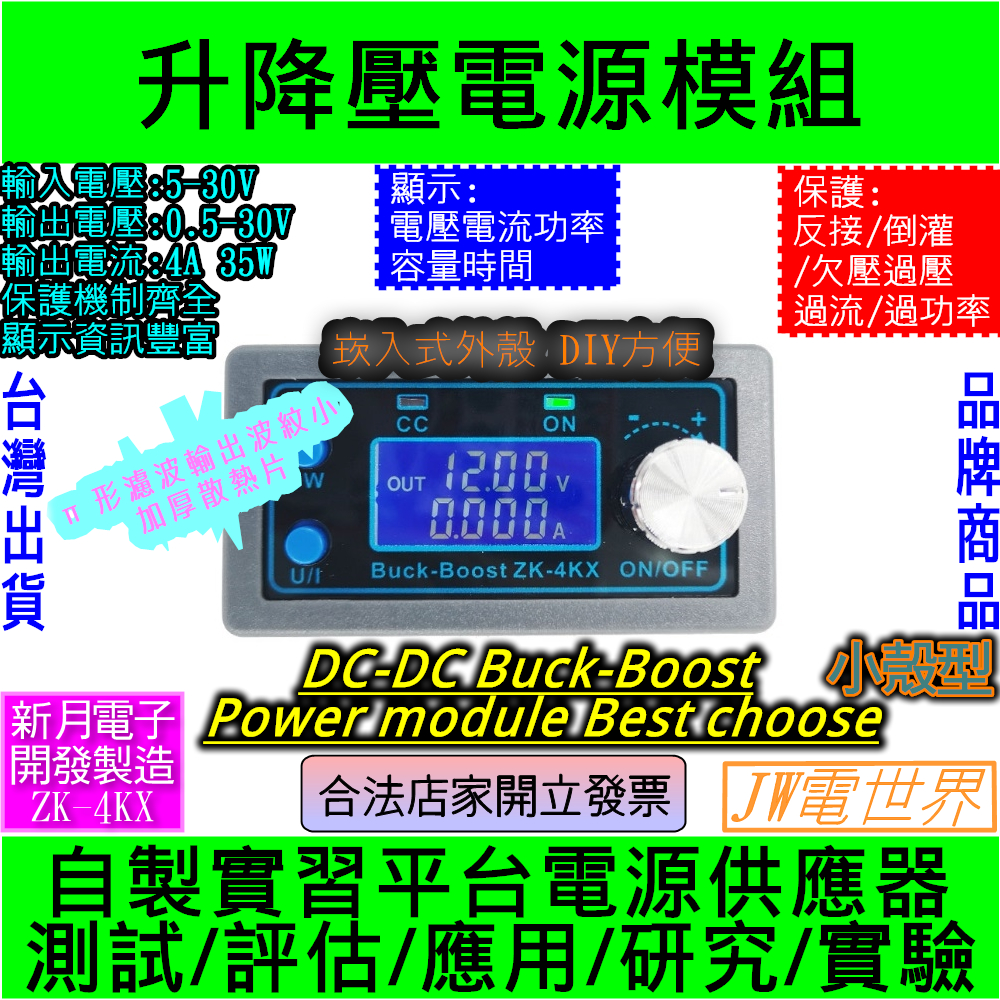 升降壓電源模組
輸入電壓:5-30V
輸出電壓:0.5-30V
輸出電流:4A 35W
保護機制齊全
顯示資訊豐富
顯示:
電壓電流功率
容量時間
保護:
反接/倒灌
/欠壓過壓
過流/過功率
崁入式外殼 DIY方便
台灣出貨
π 形濾波輸出波紋小
加厚散熱片
CC
ON
- +
W
OUT 12.00 V
0.000 A
U/I
Buck-Boost ZK-4KX
ON/OFF
品牌商品
DC-DC Buck-Boost
Power module Best choose
小殼型
新月電子
開發製造
ZK-4KX
合法店家開立發票
JW電世界
自製實習平台電源供應器
測試/評估/應用/研究/實驗